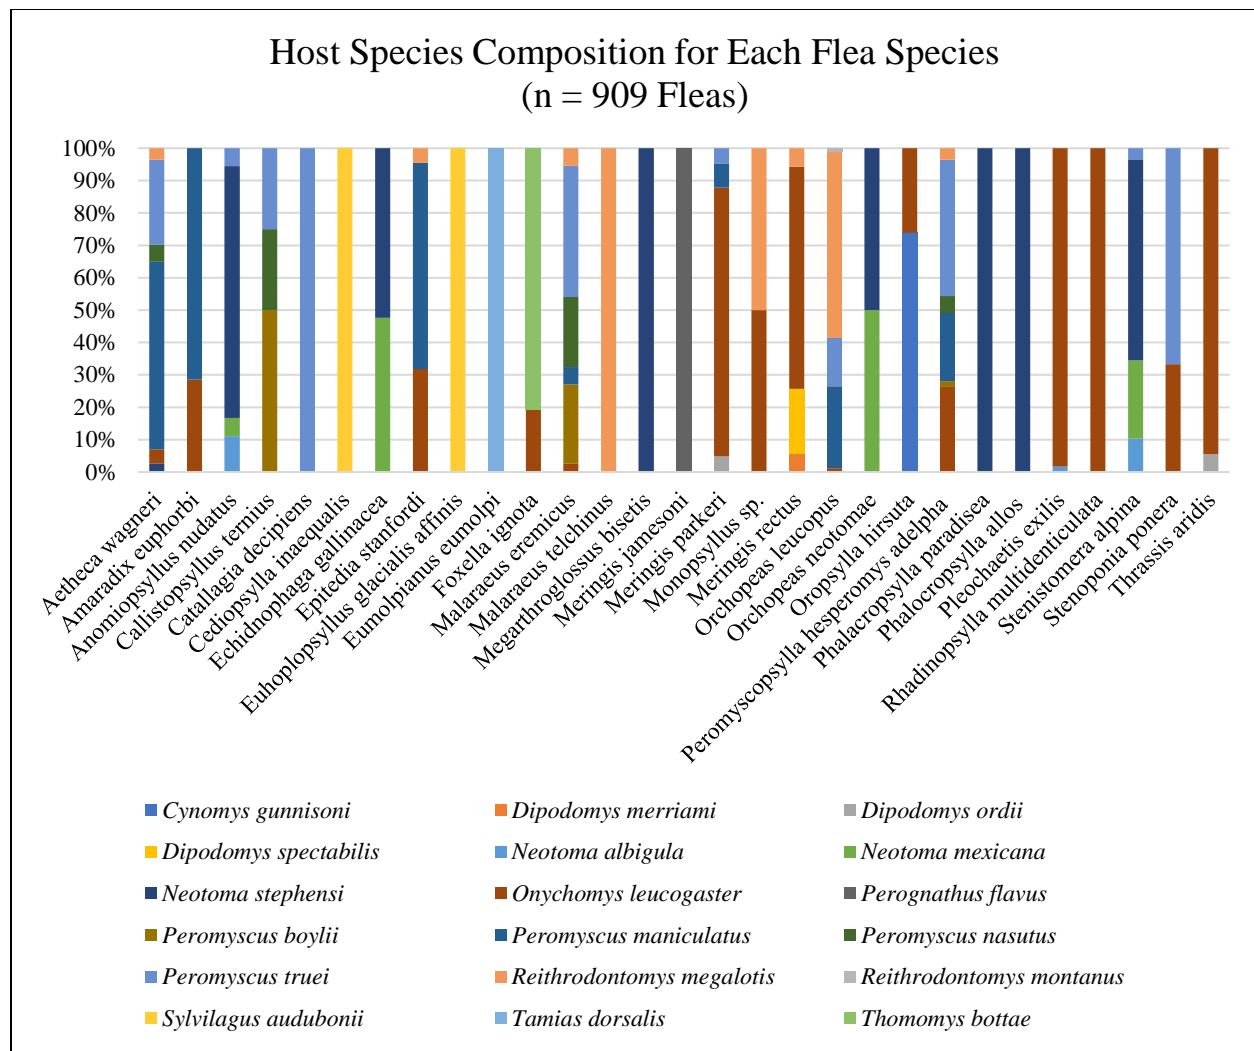 Host Species Composition for Each Flea Species
(n = 909 Fleas)
100%
90%
80%
70%
60%
50%
40%
30%
20%
10%
0%
Aetheca wagneri
Amaradix euphorbi
Anomiopsyllus nudatus
Callistopsyllus ternius
Catallagia decipiens
Cediopsylla inaequalis
Echidnophaga gallinacea
Epitedia stanfordi
Euhoplopsyllus glacialis affinis
Eumolpianus eumolpi
Foxella ignota
Malaraeus eremicus
Malaraeus telchinus
Megarthroglossus bisetis
Meringis jamesoni
Meringis parkeri
Monopsyllus sp.
Meringis rectus
Orchopeas leucopus
Orchopeas neotomae
Oropsylla hirsuta
Peromyscopsylla hesperomys adelpha
Phalacropsylla paradisea
Phalocropsylla allos
Pleochaetis exilis
Rhadinopsylla multidenticulata
Stenistomera alpina
Stenoponia ponera
Thrassis aridis
Cynomys gunnisoni Dipodomys merriami Dipodomys ordii
Dipodomys spectabilis Neotoma albigula Neotoma mexicana
Neotoma stephensi Onychomys leucogaster Perognathus flavus
Peromyscus boylii Peromyscus maniculatus Peromyscus nasutus
Peromyscus truei Reithrodontomys megalotis Reithrodontomys montanus
Sylvilagus audubonii Tamias dorsalis Thomomys bottae